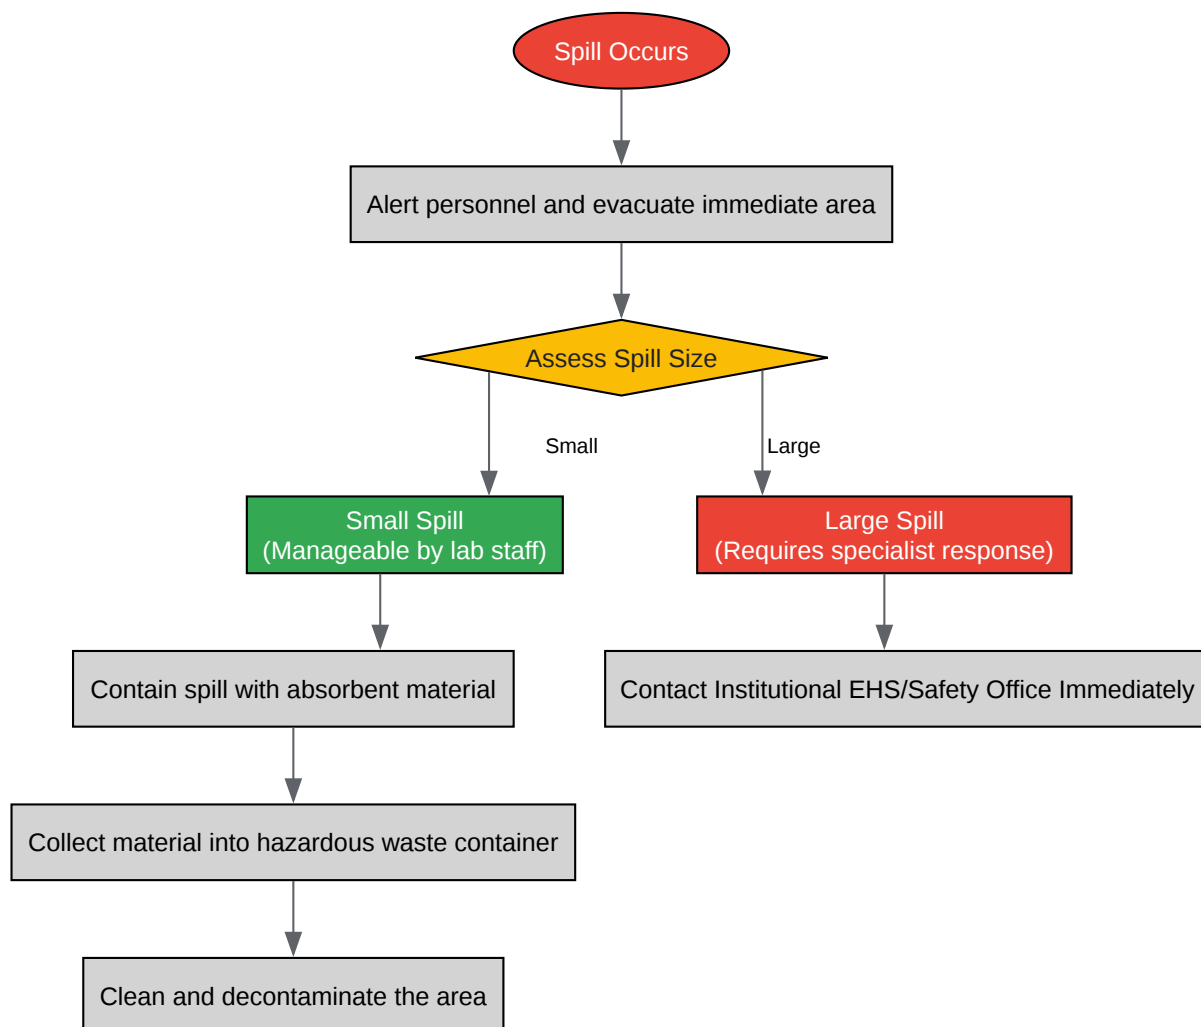 Spill Occurs
Alert personnel and evacuate immediate area
Assess Spill Size
Small
Large
Small Spill
(Manageable by lab staff)
Large Spill
(Requires specialist response)
Contain spill with absorbent material
Contact Institutional EHS/Safety Office Immediately
Collect material into hazardous waste container
Clean and decontaminate the area